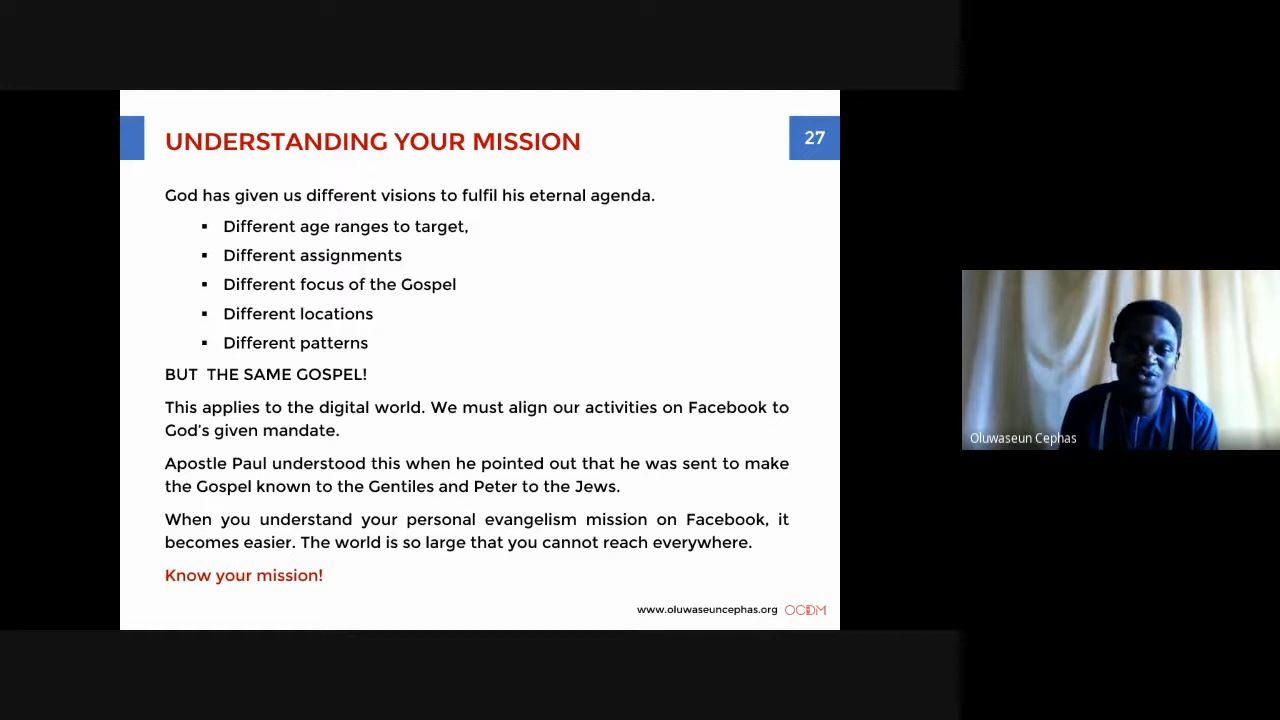 UNDERSTANDING YOUR MISSION
27
God has given us different visions to fulfil his eternal agenda.
▪ Different age ranges to target,
▪ Different assignments
▪ Different focus of the Gospel
▪ Different locations
▪ Different patterns
BUT THE SAME GOSPEL!
This applies to the digital world. We must align our activities on Facebook to
God's given mandate.
Apostle Paul understood this when he pointed out that he was sent to make
the Gospel known to the Gentiles and Peter to the Jews.
When you understand your personal evangelism mission on Facebook, it
becomes easier. The world is so large that you cannot reach everywhere.
Know your mission!
www.oluwaseuncephas.org OCDM
Oluwaseun Cephas